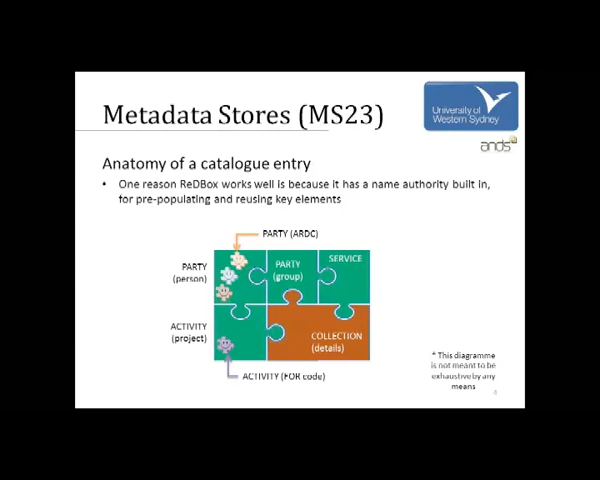 Metadata Stores (MS23)
University of
Western Sydney
ands
Anatomy of a catalogue entry
• One reason ReDBox works well is because it has a name authority built in,
for pre-populating and reusing key elements
PARTY (ARDC)
PARTY
(person)
PARTY
(group)
SERVICE
ACTIVITY
(project)
COLLECTION
(details)
ACTIVITY (FOR code)
* This diagramme
is not meant to be
exhaustive by any
means
4